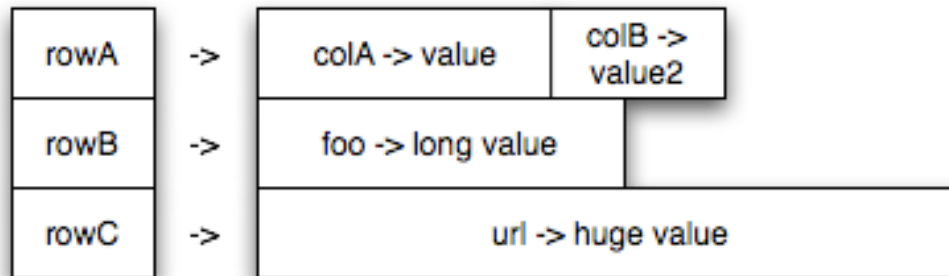 rowA -> colA -> value colB ->
value2
rowB -> foo -> long value
rowC -> url -> huge value